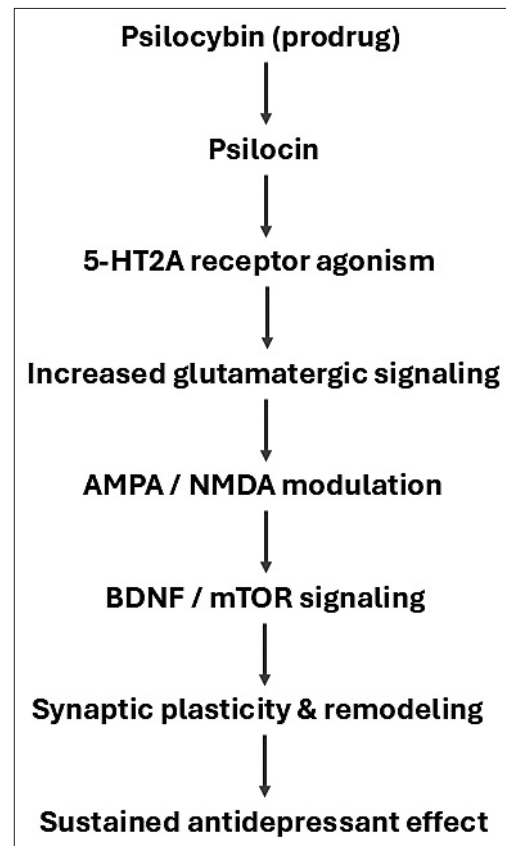 Psilocybin (prodrug)
Psilocin
5-HT2A receptor agonism
Increased glutamatergic signaling
AMPA / NMDA modulation
BDNF / mTOR signaling
Synaptic plasticity & remodeling
Sustained antidepressant effect